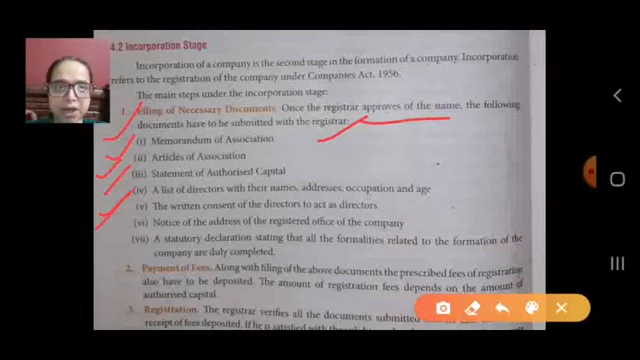 4.2 Incorporation Stage
Incorporation of a company is the second stage in the formation of a company. Incorporation
refers to the registration of the company under Companies Act, 1956.
The main steps under the incorporation stage:
1. Filing of Necessary Documents. Once the registrar approves of the name, the following
documents have to be submitted with the registrar:
(i) Memorandum of Association
(ii) Articles of Association
(iii) Statement of Authorised Capital
(iv) A list of directors with their names, addresses, occupation and age
(v) The written consent of the directors to act as directors
(vi) Notice of the address of the registered office of the company
(vii) A statutory declaration stating that all the formalities related to the formation of the
company are duly completed.
2. Payment of Fees. Along with filing of the above documents the prescribed fees of registration
also have to be deposited. The amount of registration fees depends on the amount of
authorised capital.
3. Registration. The registrar verifies all the documents submitted
receipt of fees deposited. If he is satisfied with the